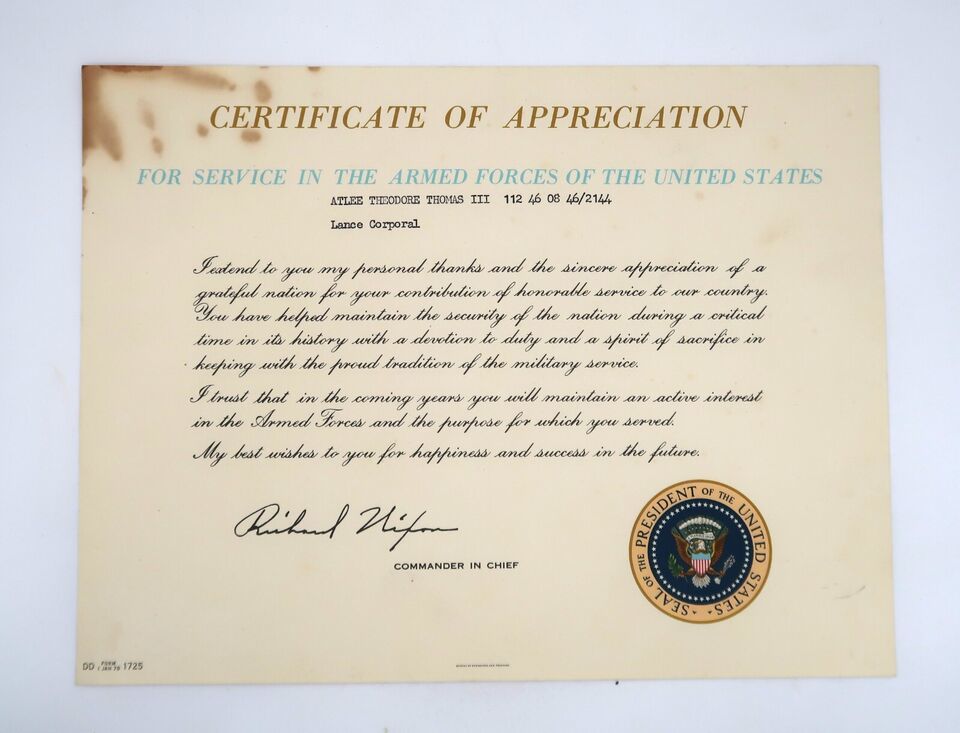 CERTIFICATE OF APPRECIATION
FOR SERVICE IN THE ARMED FORCES OF THE UNITED STATES
ATLEE THEODORE THOMAS III 112 46 08 46/2144
Lance Corporal
I extend to you my personal thanks and the sincere appreciation of a
grateful nation for your contribution of honorable service to our country.
You have helped maintain the security of the nation during a critical
time in its history with a devotion to duty and a spirit of sacrifice in
keeping with the proud tradition of the military service.
I trust that in the coming years you will maintain an active interest
in the Armed Forces and the purpose for which you served.
My best wishes to you for happiness and success in the future.
Richard Nixon
COMMANDER IN CHIEF
SEAL OF THE PRESIDENT OF THE UNITED STATES
DD FORM 1 JAN 70 1725